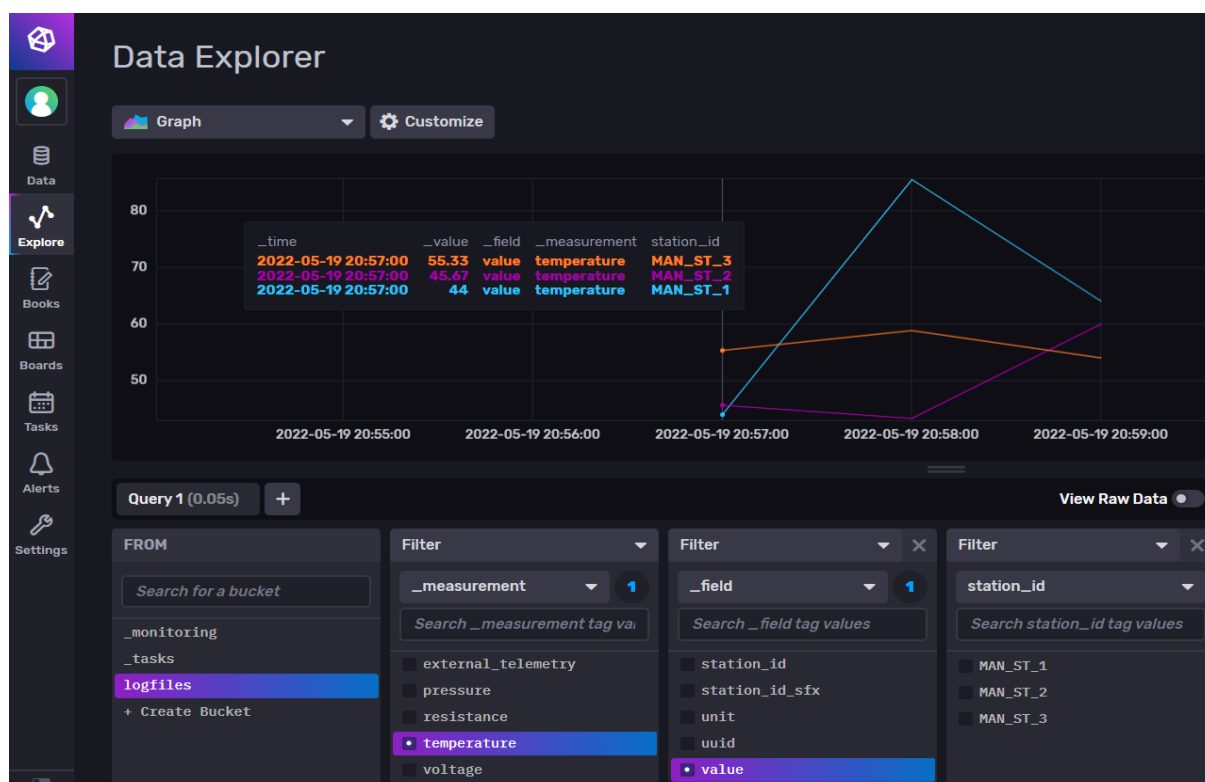 Data Explorer
Graph
Customize
Data
Explore
Books
Boards
Tasks
Alerts
Settings
80
70
60
50
_time _value _field _measurement station_id
2022-05-19 20:57:00 55.33 value temperature MAN_ST_3
2022-05-19 20:57:00 45.67 value temperature MAN_ST_2
2022-05-19 20:57:00 44 value temperature MAN_ST_1
2022-05-19 20:55:00 2022-05-19 20:56:00 2022-05-19 20:57:00 2022-05-19 20:58:00 2022-05-19 20:59:00
Query 1 (0.05s) +
View Raw Data
FROM
Search for a bucket
_monitoring
_tasks
logfiles
+ Create Bucket
Filter
_measurement 1
Search _measurement tag val
external_telemetry
pressure
resistance
temperature
voltage
Filter
_field 1
Search _field tag values
station_id
station_id_sfx
unit
uuid
value
Filter
station_id
Search station_id tag values
MAN_ST_1
MAN_ST_2
MAN_ST_3